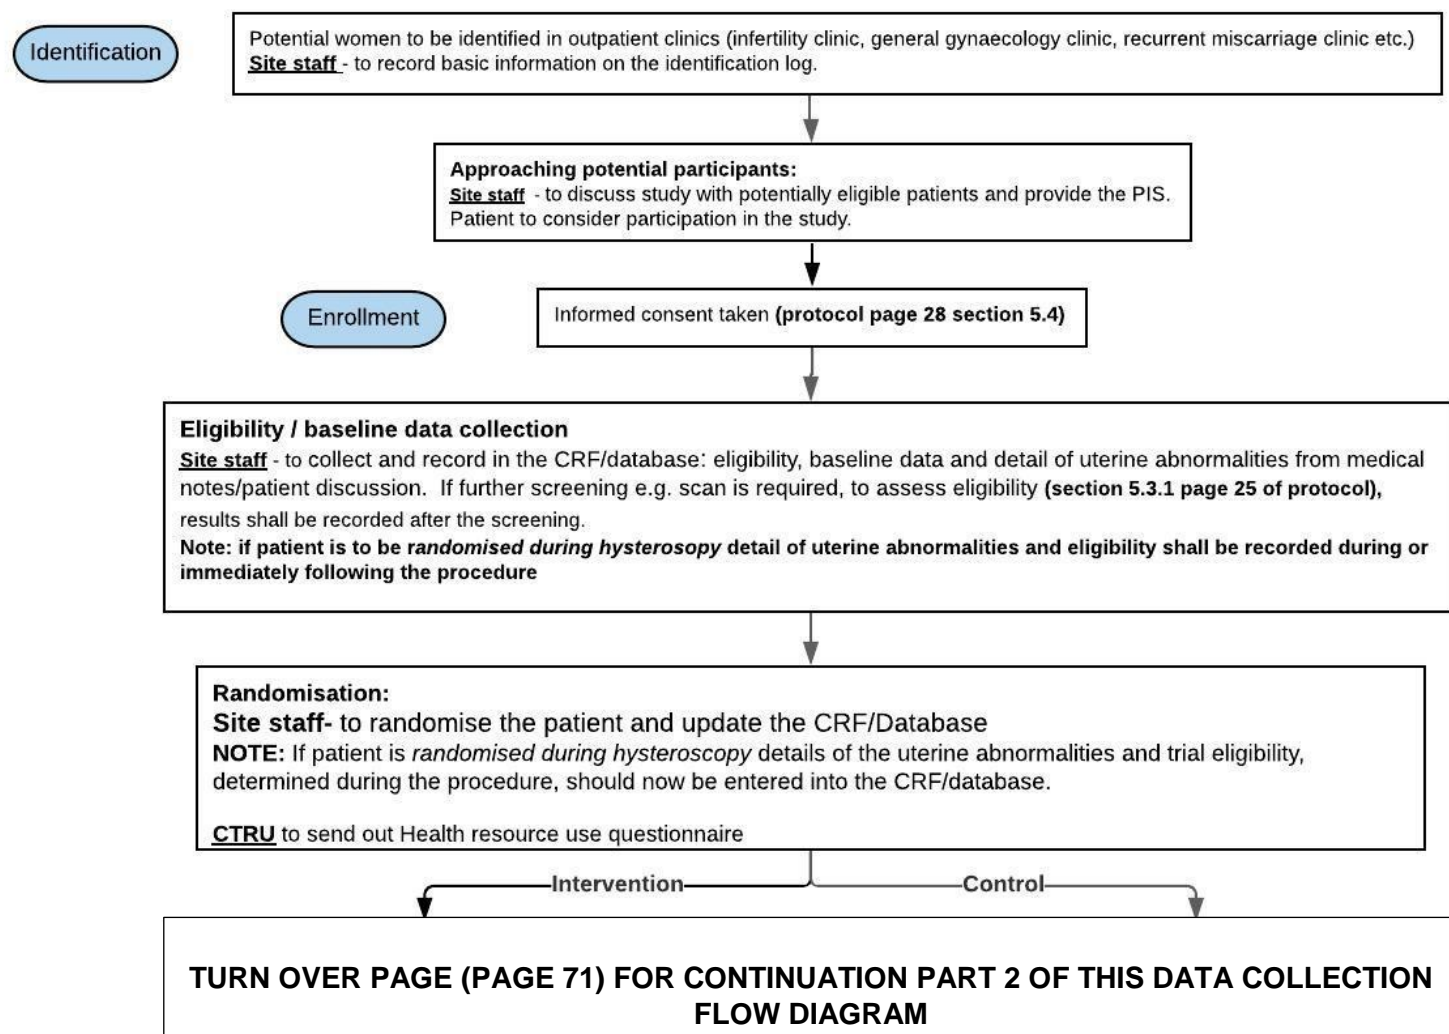 Identification
Potential women to be identified in outpatient clinics (infertility clinic, general gynaecology clinic, recurrent miscarriage clinic etc.)
Site staff - to record basic information on the identification log.
Approaching potential participants:
Site staff - to discuss study with potentially eligible patients and provide the PIS.
Patient to consider participation in the study.
Enrollment
Informed consent taken (protocol page 28 section 5.4)
Eligibility / baseline data collection
Site staff - to collect and record in the CRF/database: eligibility, baseline data and detail of uterine abnormalities from medical
notes/patient discussion. If further screening e.g. scan is required, to assess eligibility (section 5.3.1 page 25 of protocol),
results shall be recorded after the screening.
Note: if patient is to be randomised during hysterosopy detail of uterine abnormalities and eligibility shall be recorded during or
immediately following the procedure
Randomisation:
Site staff- to randomise the patient and update the CRF/Database
NOTE: If patient is randomised during hysteroscopy details of the uterine abnormalities and trial eligibility,
determined during the procedure, should now be entered into the CRF/database.
CTRU to send out Health resource use questionnaire
Intervention
Control
TURN OVER PAGE (PAGE 71) FOR CONTINUATION PART 2 OF THIS DATA COLLECTION
FLOW DIAGRAM